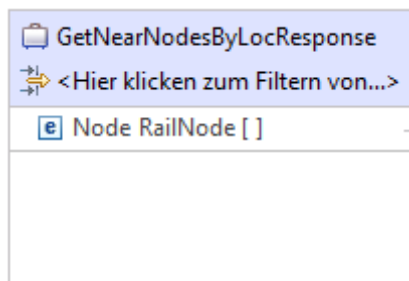 GetNearNodesByLocResponse
<Hier klicken zum Filtern von...>
e Node RailNode [ ]